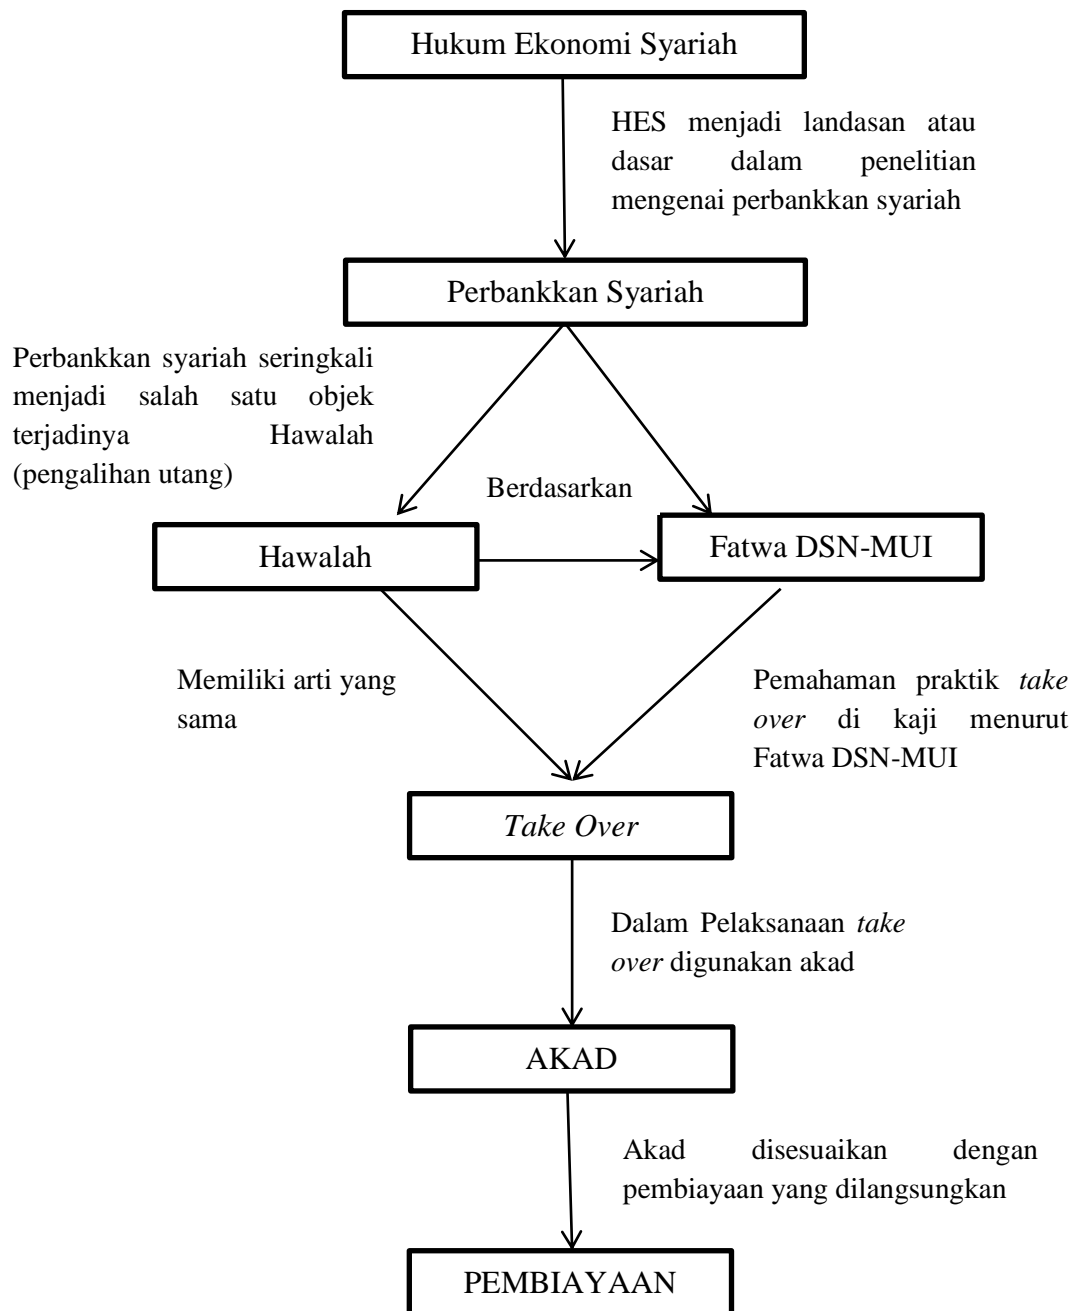 Hukum Ekonomi Syariah
HES menjadi landasan atau
dasar dalam penelitian
mengenai perbankkan syariah
Perbankkan Syariah
Perbankkan syariah seringkali
menjadi salah satu objek
terjadinya Hawalah
(pengalihan utang)
Berdasarkan
Hawalah
Fatwa DSN-MUI
Memiliki arti yang
sama
Pemahaman praktik take
over di kaji menurut
Fatwa DSN-MUI
Take Over
Dalam Pelaksanaan take
over digunakan akad
AKAD
Akad disesuaikan dengan
pembiayaan yang dilangsungkan
PEMBIAYAAN